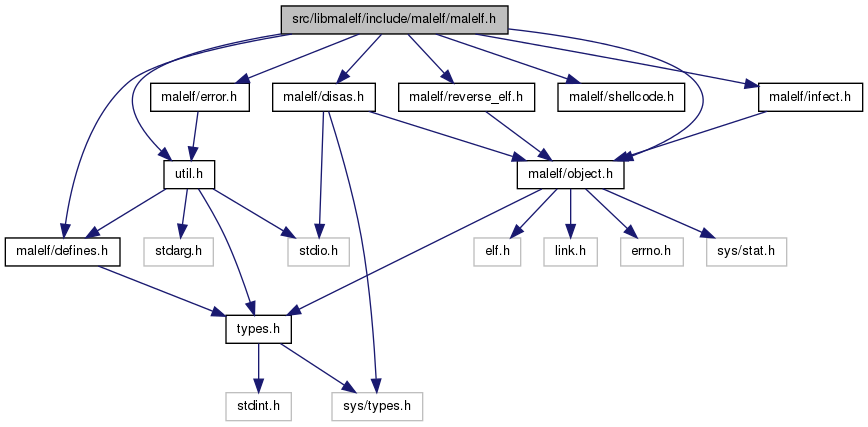 src/libmalelf/include/malelf/malelf.h
malelf/error.h
malelf/disas.h
malelf/reverse_elf.h
malelf/shellcode.h
malelf/infect.h
util.h
malelf/object.h
malelf/defines.h
stdarg.h
stdio.h
elf.h
link.h
errno.h
sys/stat.h
types.h
stdint.h
sys/types.h